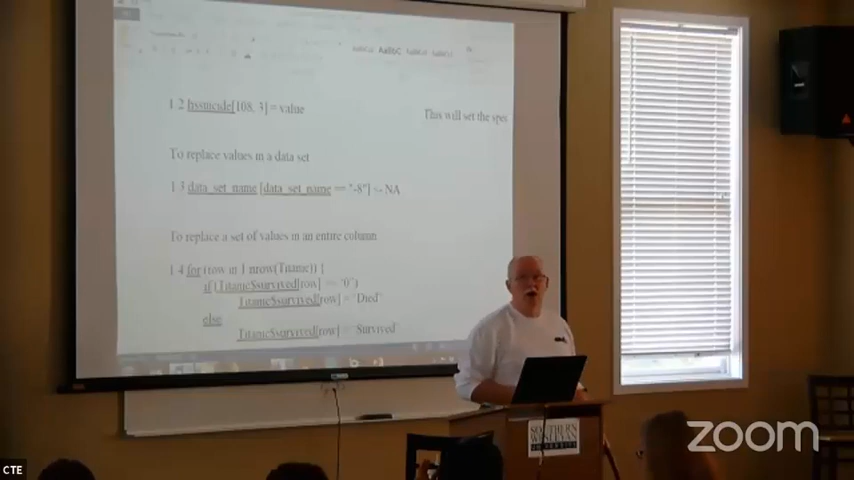 AaBbC
1 2 hssuicide[108, 3] = value
This will set the spec
To replace values in a data set
1 3 data_set_name [data_set_name == "-8"] <- NA
To replace a set of values in an entire column
1 4 for (row in 1 nrow(Titanic)) {
if (Titanic$survived[row] == "0")
Titanic$survived[row] = "Died"
else
Titanic$survived[row] = "Survived"
SOUTHERN
WESLEYAN
UNIVERSITY
zoom
CTE